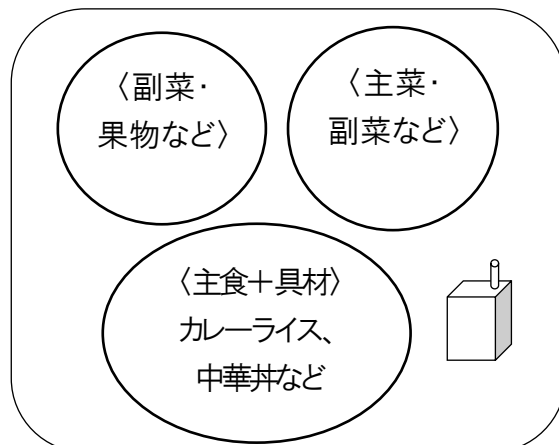 〈副菜・
果物など〉
〈主菜・
副菜など〉
〈主食＋具材〉
カレーライス、
中華丼など